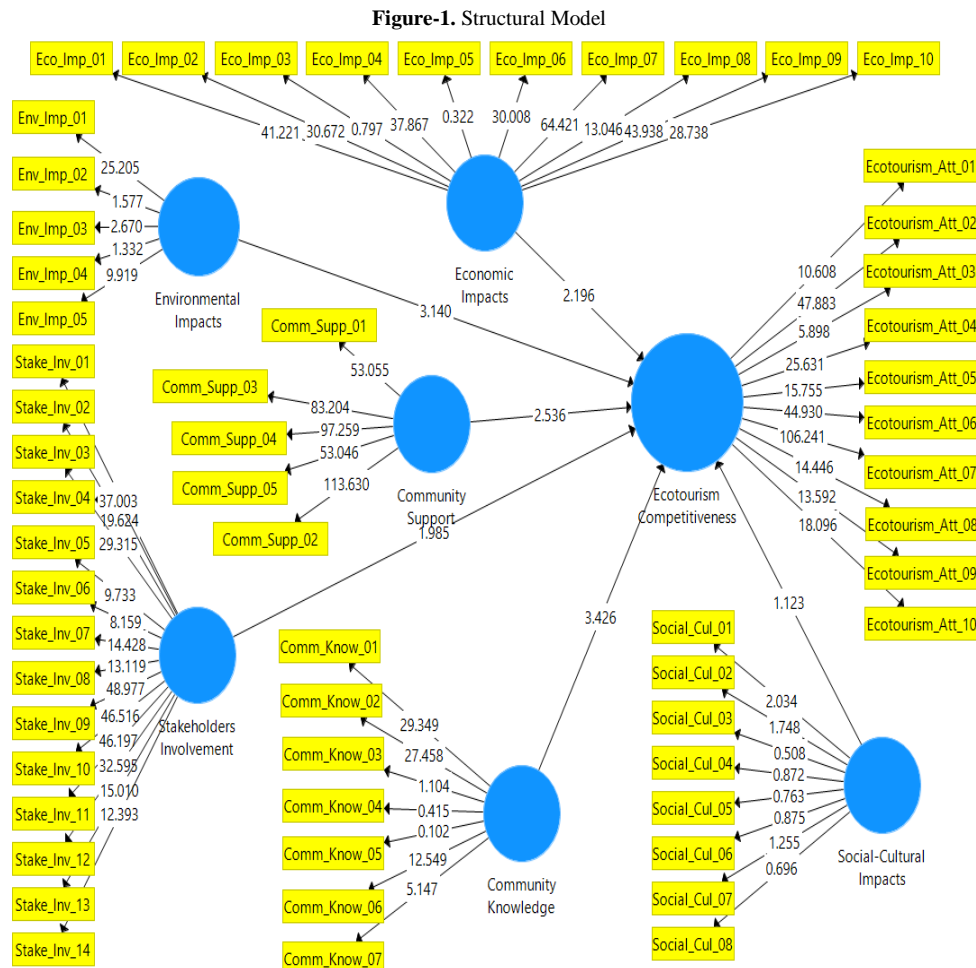 Figure-1. Structural Model
Eco_Imp_01
Eco_Imp_02
Eco_Imp_03
Eco_Imp_04
Eco_Imp_05
Eco_Imp_06
Eco_Imp_07
Eco_Imp_08
Eco_Imp_09
Eco_Imp_10
41.221
30.672
0.797
37.867
0.322
30.008
64.421
13.046
43.938
28.738
Economic
Impacts
2.196
Env_Imp_01
Env_Imp_02
Env_Imp_03
Env_Imp_04
Env_Imp_05
25.205
1.577
2.670
1.332
9.919
Environmental
Impacts
3.140
Comm_Supp_01
Comm_Supp_03
Comm_Supp_04
Comm_Supp_05
Comm_Supp_02
53.055
83.204
97.259
53.046
113.630
Community
Support
2.536
Ecotourism_Att_01
Ecotourism_Att_02
Ecotourism_Att_03
Ecotourism_Att_04
Ecotourism_Att_05
Ecotourism_Att_06
Ecotourism_Att_07
Ecotourism_Att_08
Ecotourism_Att_09
Ecotourism_Att_10
10.608
47.883
5.898
25.631
15.755
44.930
106.241
14.446
13.592
18.096
Ecotourism
Competitiveness
Stake_Inv_01
Stake_Inv_02
Stake_Inv_03
Stake_Inv_04
Stake_Inv_05
Stake_Inv_06
Stake_Inv_07
Stake_Inv_08
Stake_Inv_09
Stake_Inv_10
Stake_Inv_11
Stake_Inv_12
Stake_Inv_13
Stake_Inv_14
37.003
19.624
29.315
9.733
8.159
14.428
13.119
48.977
46.516
46.197
32.595
15.010
12.393
Stakeholders
Involvement
1.985
Comm_Know_01
Comm_Know_02
Comm_Know_03
Comm_Know_04
Comm_Know_05
Comm_Know_06
Comm_Know_07
29.349
27.458
1.104
0.415
0.102
12.549
5.147
Community
Knowledge
3.426
Social_Cul_01
Social_Cul_02
Social_Cul_03
Social_Cul_04
Social_Cul_05
Social_Cul_06
Social_Cul_07
Social_Cul_08
2.034
1.748
0.508
0.872
0.763
0.875
1.255
0.696
Social-Cultural
Impacts
1.123